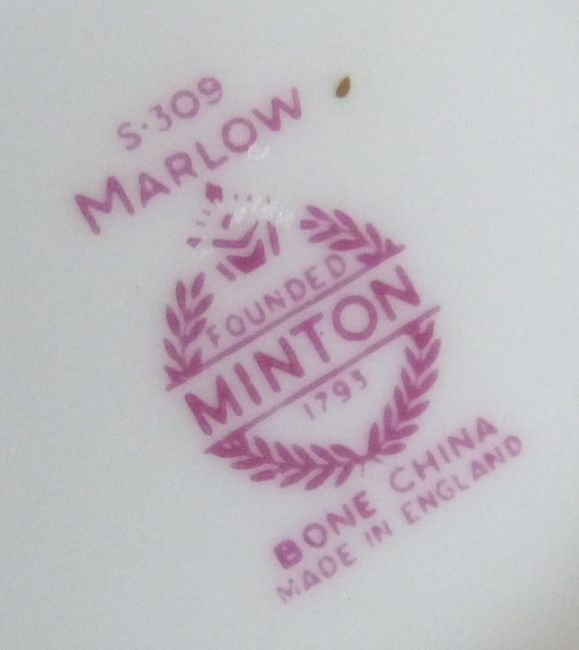 S·309
MARLOW
FOUNDED
MINTON
1793
BONE CHINA
MADE IN ENGLAND